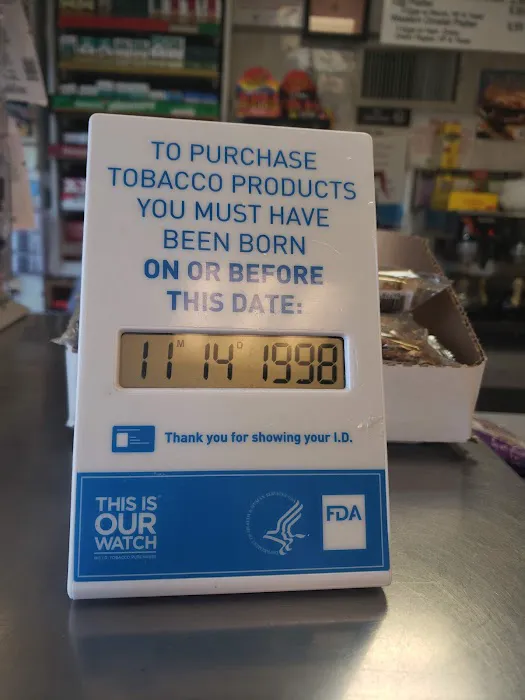 TO PURCHASE
TOBACCO PRODUCTS
YOU MUST HAVE
BEEN BORN
ON OR BEFORE
THIS DATE:
11 M 14 D 1998
Thank you for showing your I.D.
THIS IS
OUR
WATCH
FDA